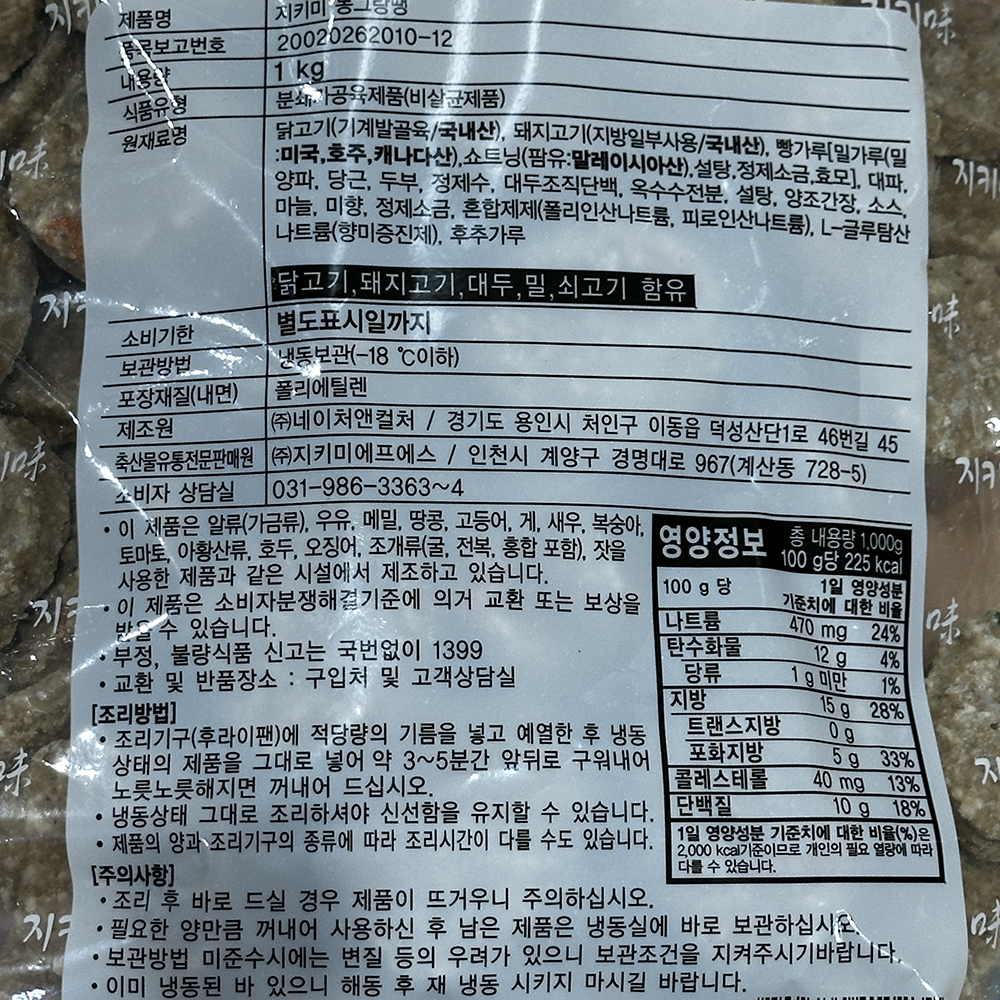 제품명 지키미 동그랑땡
품목보고번호 20020262010-12
내용량 1 kg
식품유형 분쇄가공육제품(비살균제품)
원재료명 닭고기(기계발골육/국내산), 돼지고기(지방일부사용/국내산), 빵가루[밀가루(밀
:미국,호주,캐나다산),쇼트닝(팜유:말레이시아산),설탕,정제소금,효모], 대파,
양파, 당근, 두부, 정제수, 대두조직단백, 옥수수전분, 설탕, 양조간장, 소스,
마늘, 미향, 정제소금, 혼합제제(폴리인산나트륨, 피로인산나트륨), L-글루탐산
나트륨(향미증진제), 후추가루
닭고기,돼지고기,대두,밀,쇠고기 함유
소비기한 별도표시일까지
보관방법 냉동보관(-18 ℃이하)
포장재질(내면) 폴리에틸렌
제조원 ㈜네이처앤컬처 / 경기도 용인시 처인구 이동읍 덕성산단1로 46번길 45
축산물유통전문판매원 ㈜지키미에프에스 / 인천시 계양구 경명대로 967(계산동 728-5)
소비자 상담실 031-986-3363~4
• 이 제품은 알류(가금류), 우유, 메밀, 땅콩, 고등어, 게, 새우, 복숭아,
토마토, 아황산류, 호두, 오징어, 조개류(굴, 전복, 홍합 포함), 잣을
사용한 제품과 같은 시설에서 제조하고 있습니다.
• 이 제품은 소비자분쟁해결기준에 의거 교환 또는 보상을
받을 수 있습니다.
• 부정, 불량식품 신고는 국번없이 1399
• 교환 및 반품장소 : 구입처 및 고객상담실
[조리방법]
• 조리기구(후라이팬)에 적당량의 기름을 넣고 예열한 후 냉동
상태의 제품을 그대로 넣어 약 3~5분간 앞뒤로 구워내어
노릇노릇해지면 꺼내어 드십시오.
• 냉동상태 그대로 조리하셔야 신선함을 유지할 수 있습니다.
• 제품의 양과 조리기구의 종류에 따라 조리시간이 다를 수도 있습니다.
영양정보 총 내용량 1,000g
100 g당 225 kcal
100 g 당 1일 영양성분
기준치에 대한 비율
나트륨 470 mg 24%
탄수화물 12 g 4%
당류 1 g 미만 1%
지방 15 g 28%
트랜스지방 0 g
포화지방 5 g 33%
콜레스테롤 40 mg 13%
단백질 10 g 18%
1일 영양성분 기준치에 대한 비율(%)은
2,000 kcal기준이므로 개인의 필요 열량에 따라
다를 수 있습니다.
[주의사항]
• 조리 후 바로 드실 경우 제품이 뜨거우니 주의하십시오.
• 필요한 양만큼 꺼내어 사용하신 후 남은 제품은 냉동실에 바로 보관하십시오.
• 보관방법 미준수시에는 변질 등의 우려가 있으니 보관조건을 지켜주시기바랍니다.
• 이미 냉동된 바 있으니 해동 후 재 냉동 시키지 마시길 바랍니다.